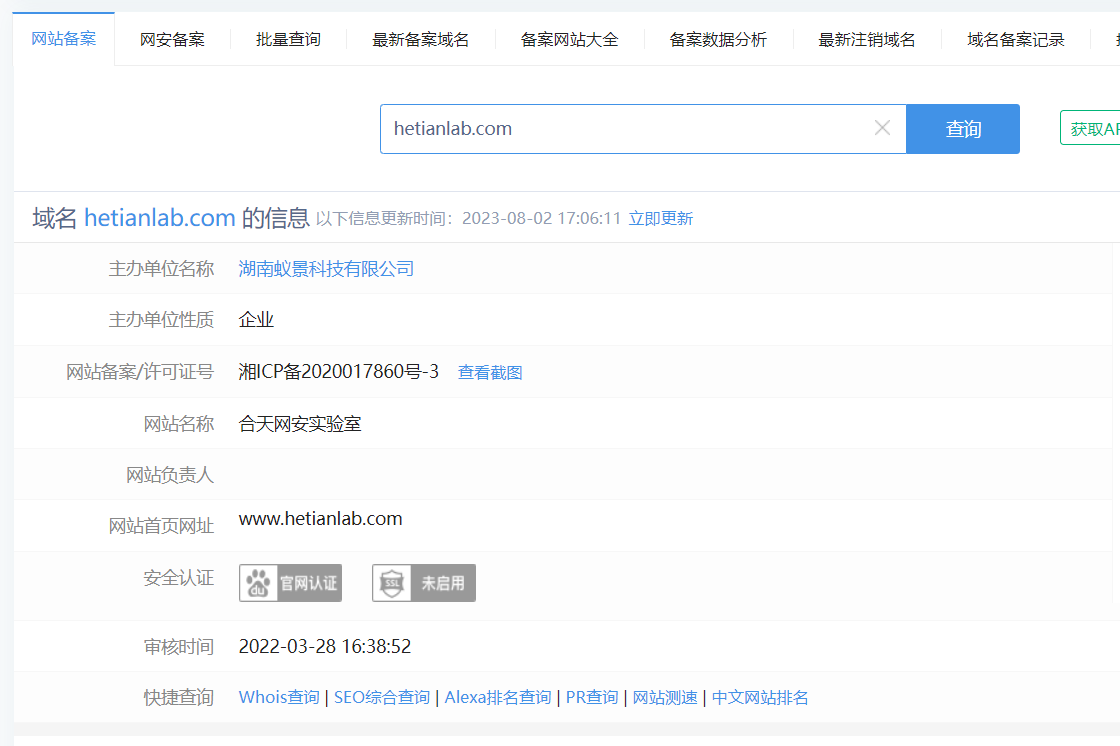 网站备案 网安备案 批量查询 最新备案域名 备案网站大全 备案数据分析 最新注销域名 域名备案记录
hetianlab.com 查询 获取AP
域名 hetianlab.com 的信息 以下信息更新时间：2023-08-02 17:06:11 立即更新
主办单位名称 湖南蚁景科技有限公司
主办单位性质 企业
网站备案/许可证号 湘ICP备2020017860号-3 查看截图
网站名称 合天网安实验室
网站负责人
网站首页网址 www.hetianlab.com
安全认证 du 官网认证 SSL 未启用
审核时间 2022-03-28 16:38:52
快捷查询 Whois查询 | SEO综合查询 | Alexa排名查询 | PR查询 | 网站测速 | 中文网站排名